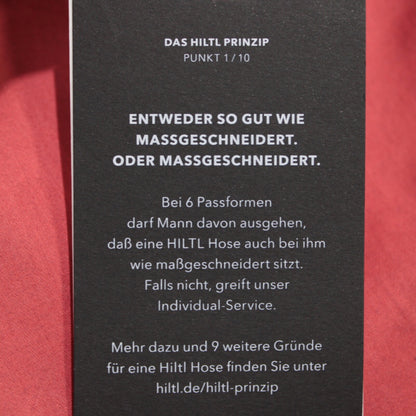 DAS HILTL PRINZIP
PUNKT 1/10
ENTWEDER SO GUT WIE
MASSGESCHNEIDERT.
ODER MASSGESCHNEIDERT.
Bei 6 Passformen
darf Mann davon ausgehen,
daß eine HILTL Hose auch bei ihm
wie maßgeschneidert sitzt.
Falls nicht, greift unser
Individual-Service.
Mehr dazu und 9 weitere Gründe
für eine Hiltl Hose finden Sie unter
hiltl.de/hiltl-prinzip